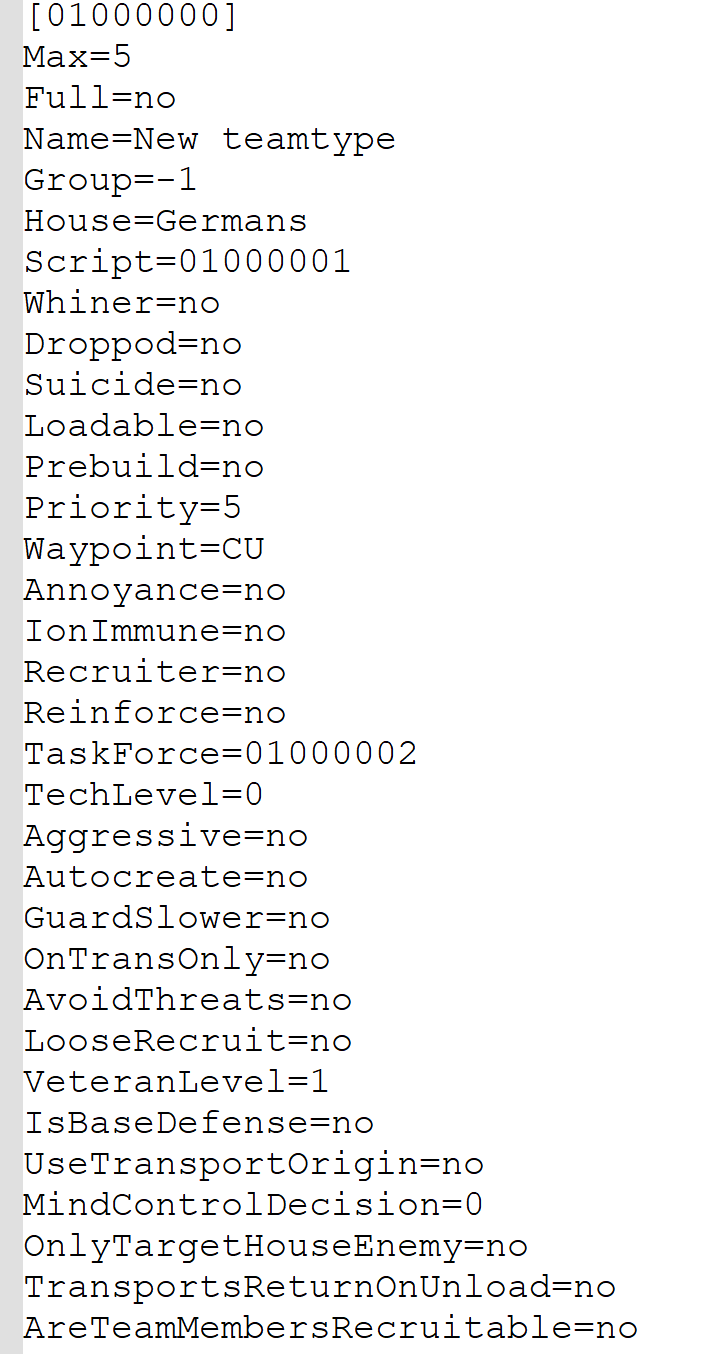 [01000000]
Max=5
Full=no
Name=New teamtype
Group=-1
House=Germans
Script=01000001
Whiner=no
Droppod=no
Suicide=no
Loadable=no
Prebuild=no
Priority=5
Waypoint=CU
Annoyance=no
IonImmune=no
Recruiter=no
Reinforce=no
TaskForce=01000002
TechLevel=0
Aggressive=no
Autocreate=no
GuardSlower=no
OnTransOnly=no
AvoidThreats=no
LooseRecruit=no
VeteranLevel=1
IsBaseDefense=no
UseTransportOrigin=no
MindControlDecision=0
OnlyTargetHouseEnemy=no
TransportsReturnOnUnload=no
AreTeamMembersRecruitable=no